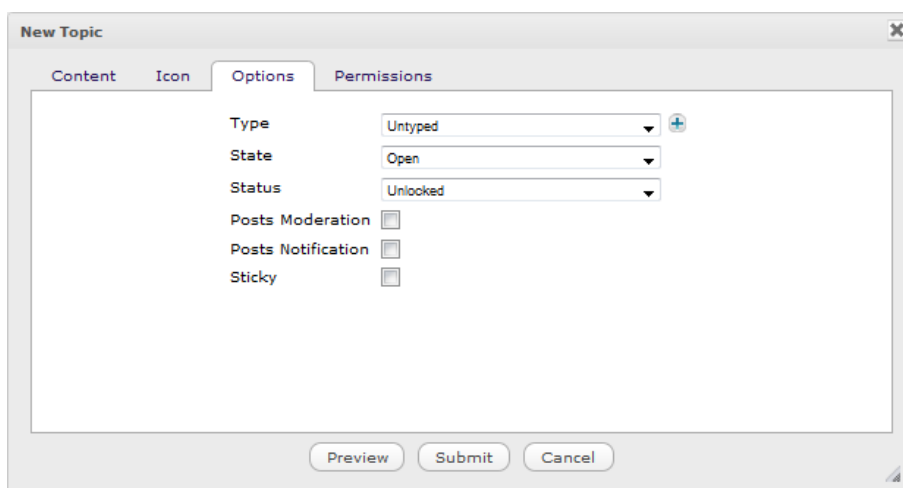 New Topic
Content Icon Options Permissions
Type Untyped
State Open
Status Unlooked
Posts Moderation
Posts Notification
Sticky
Preview Submit Cancel